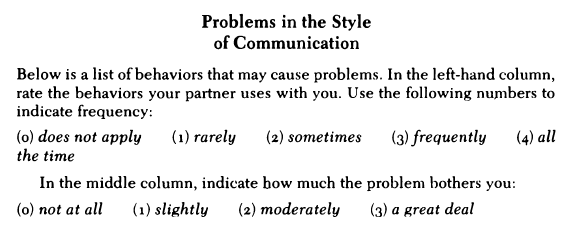 Problems in the Style
of Communication
Below is a list of behaviors that may cause problems. In the left-hand column,
rate the behaviors your partner uses with you. Use the following numbers to
indicate frequency:
(0) does not apply (1) rarely (2) sometimes (3) frequently (4) all
the time
In the middle column, indicate how much the problem bothers you:
(0) not at all (1) slightly (2) moderately (3) a great deal